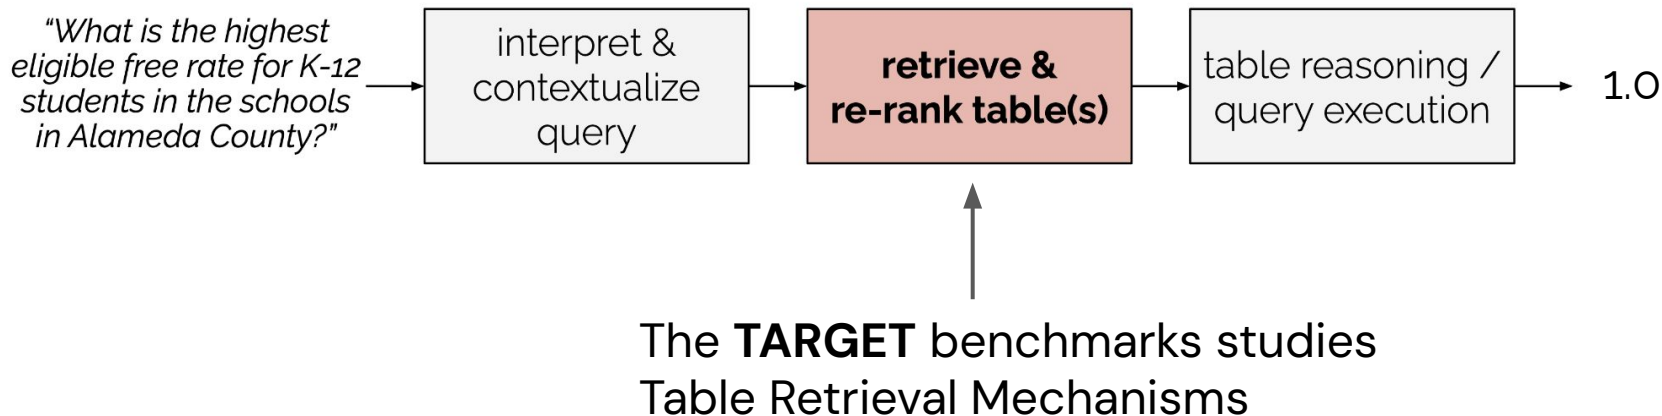 “What is the highest
eligible free rate for K-12
students in the schools
in Alameda County?”
interpret &
contextualize
query
retrieve &
re-rank table(s)
table reasoning /
query execution
1.0
The TARGET benchmarks studies
Table Retrieval Mechanisms